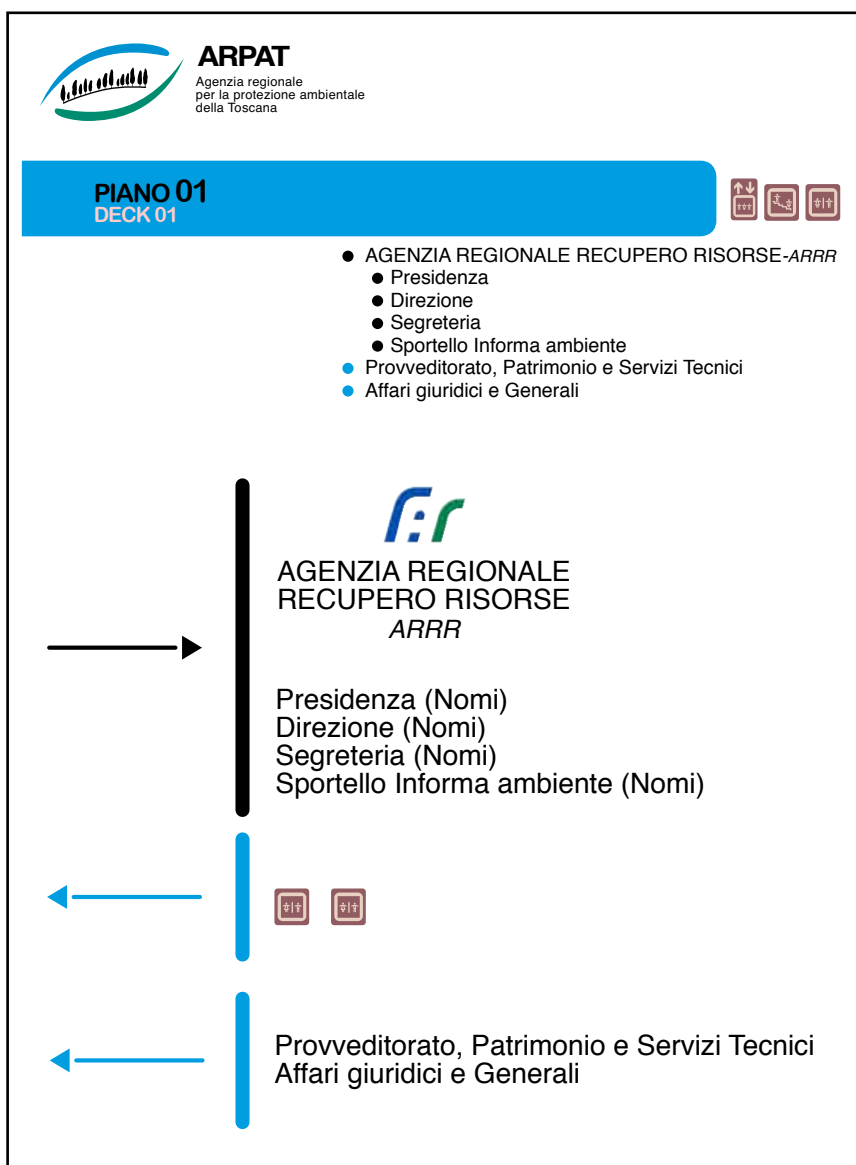 ARPAT
Agenzia regionale
per la protezione ambientale
della Toscana
PIANO 01
DECK 01
● AGENZIA REGIONALE RECUPERO RISORSE-ARRR
● Presidenza
● Direzione
● Segreteria
● Sportello Informa ambiente
● Provveditorato, Patrimonio e Servizi Tecnici
● Affari giuridici e Generali
AGENZIA REGIONALE
RECUPERO RISORSE
ARRR
Presidenza (Nomi)
Direzione (Nomi)
Segreteria (Nomi)
Sportello Informa ambiente (Nomi)
Provveditorato, Patrimonio e Servizi Tecnici
Affari giuridici e Generali